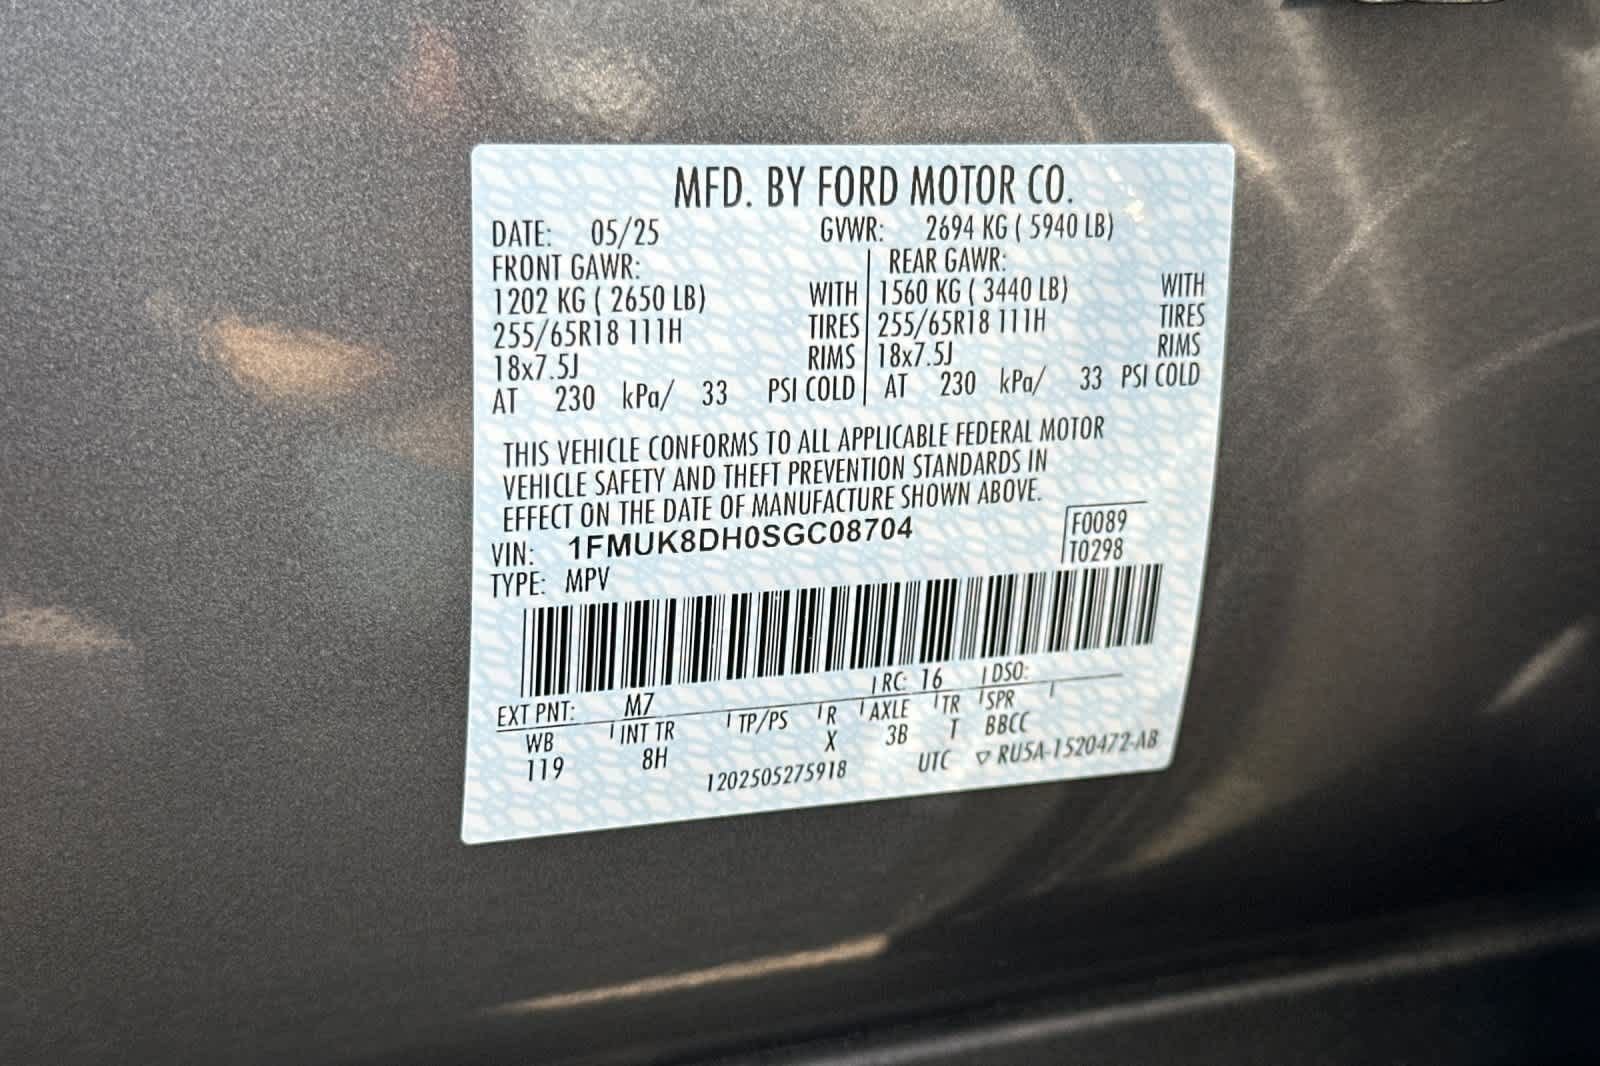 MFD. BY FORD MOTOR CO.
DATE: 05/25 GVWR: 2694 KG ( 5940 LB)
FRONT GAWR: REAR GAWR:
1202 KG ( 2650 LB) WITH 1560 KG ( 3440 LB) WITH
255/65R18 111H TIRES 255/65R18 111H TIRES
18x7.5J RIMS 18x7.5J RIMS
AT 230 kPa/ 33 PSI COLD AT 230 kPa/ 33 PSI COLD
THIS VEHICLE CONFORMS TO ALL APPLICABLE FEDERAL MOTOR
VEHICLE SAFETY AND THEFT PREVENTION STANDARDS IN
EFFECT ON THE DATE OF MANUFACTURE SHOWN ABOVE.
VIN: 1FMUK8DH0SGC08704 F0089
TYPE: MPV T0298
EXT PNT: M7 RC: 16 DSO:
WB INT TR TP/PS R AXLE TR SPR
119 8H X 3B T BBCC
1202505275918 UTC ▽ RU5A-1520472-AB